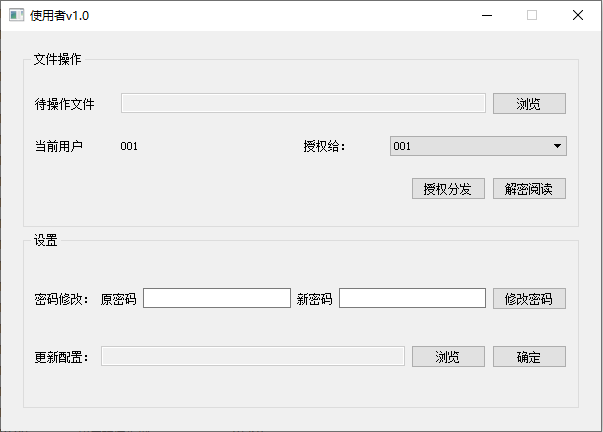 使用者v1.0
文件操作
待操作文件 浏览
当前用户 001 授权给： 001
授权分发 解密阅读
设置
密码修改： 原密码 新密码 修改密码
更新配置： 浏览 确定